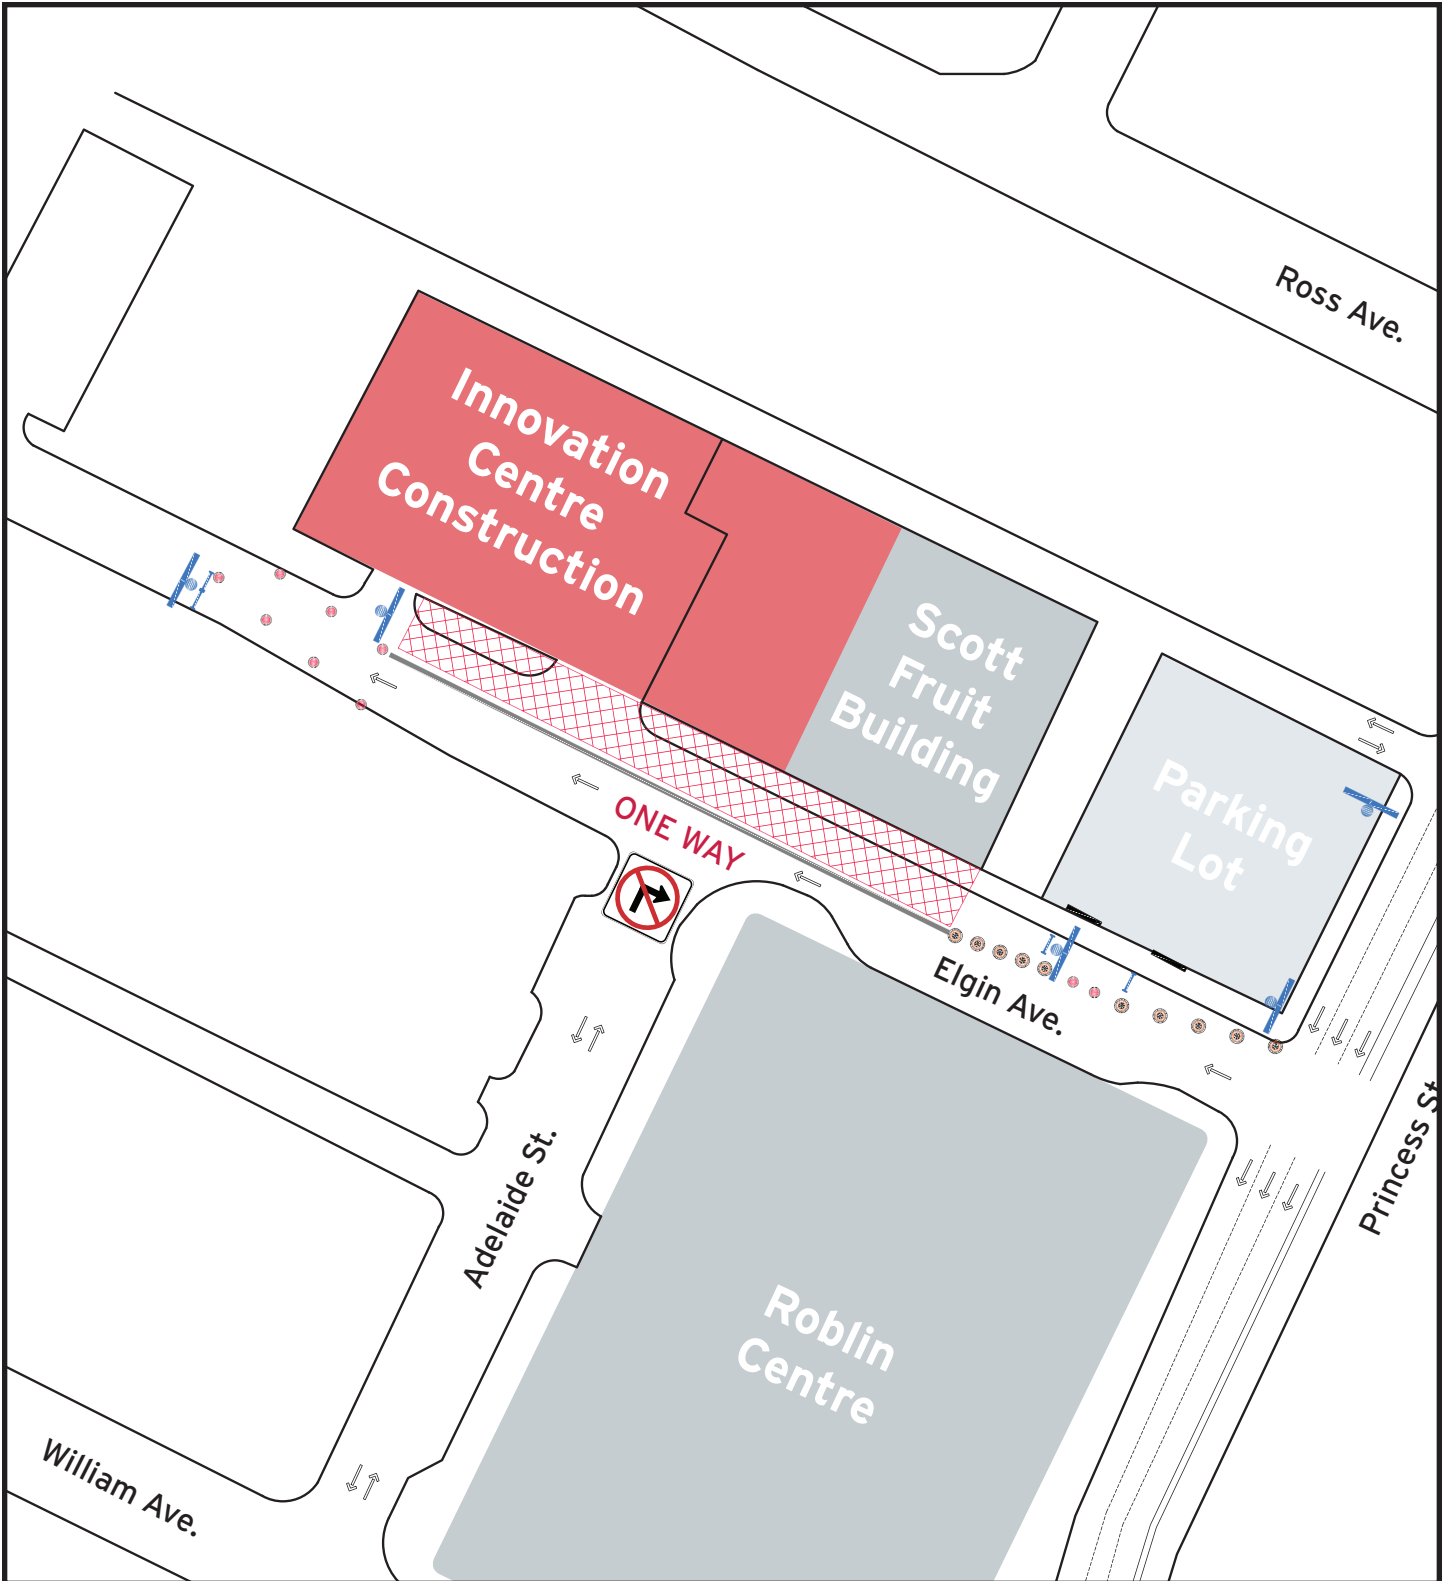 Ross Ave.
Innovation
Centre
Construction
Scott
Fruit
Building
Parking
Lot
ONE WAY
Elgin Ave.
Princess St
Adelaide St.
Roblin
Centre
William Ave.